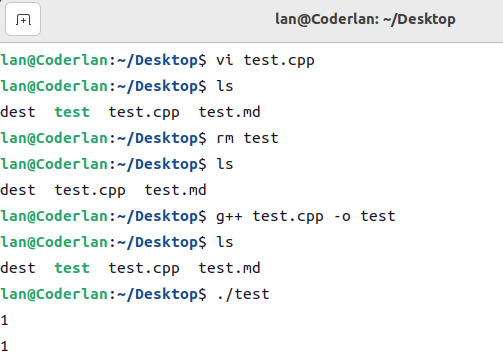 lan@Coderlan: ~/Desktop
lan@Coderlan:~/Desktop$ vi test.cpp
lan@Coderlan:~/Desktop$ ls
dest  test  test.cpp  test.md
lan@Coderlan:~/Desktop$ rm test
lan@Coderlan:~/Desktop$ ls
dest  test.cpp  test.md
lan@Coderlan:~/Desktop$ g++ test.cpp -o test
lan@Coderlan:~/Desktop$ ls
dest  test  test.cpp  test.md
lan@Coderlan:~/Desktop$ ./test
1
1